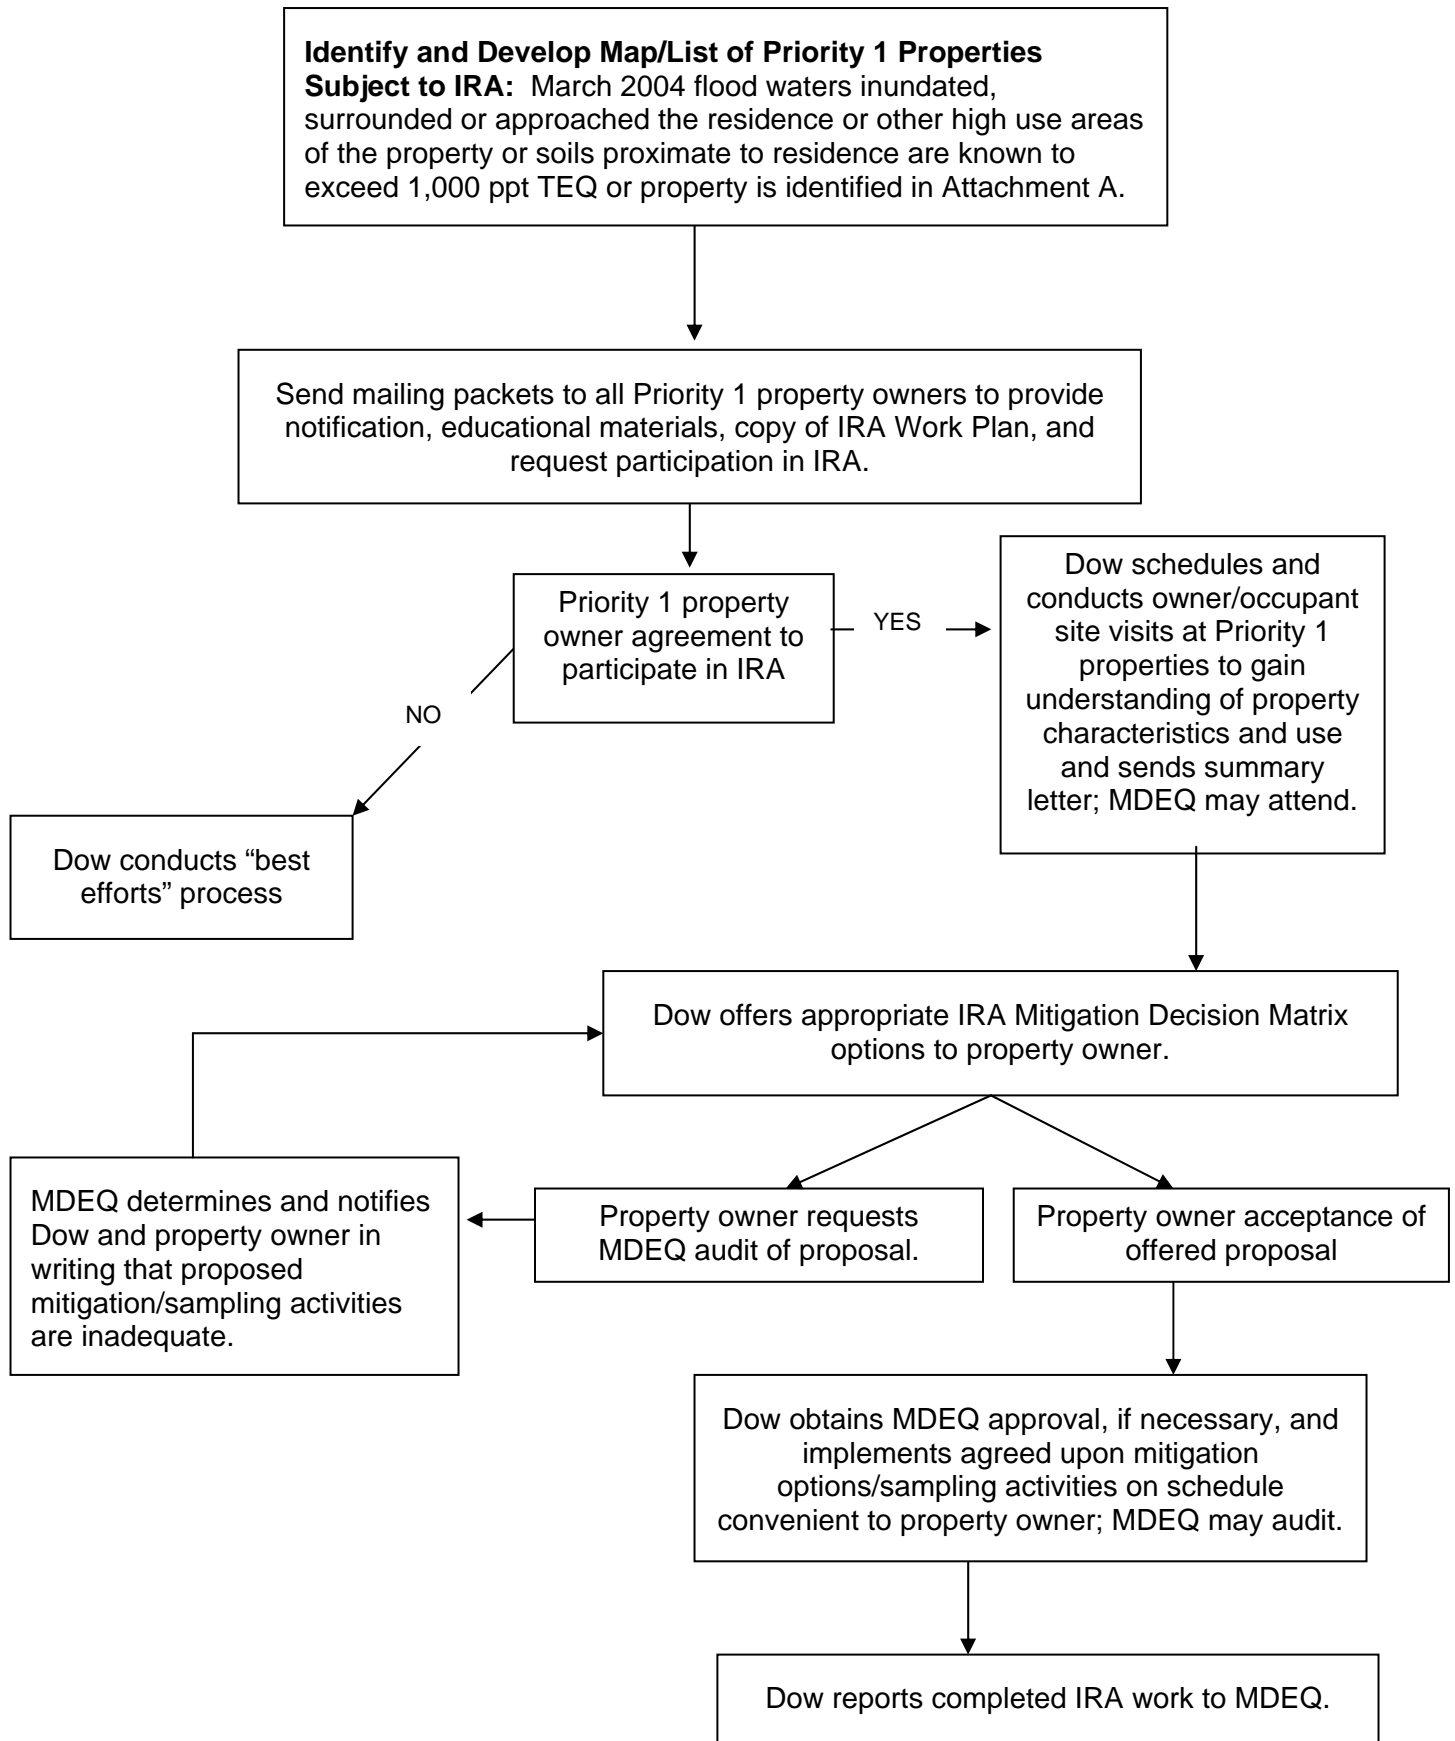 Identify and Develop Map/List of Priority 1 Properties
Subject to IRA:  March 2004 flood waters inundated,
surrounded or approached the residence or other high use areas
of the property or soils proximate to residence are known to
exceed 1,000 ppt TEQ or property is identified in Attachment A.
Send mailing packets to all Priority 1 property owners to provide
notification, educational materials, copy of IRA Work Plan, and
request participation in IRA.
Priority 1 property
owner agreement to
participate in IRA
YES
Dow schedules and
conducts owner/occupant
site visits at Priority 1
properties to gain
understanding of property
characteristics and use
and sends summary
letter; MDEQ may attend.
NO
Dow conducts “best
efforts” process
Dow offers appropriate IRA Mitigation Decision Matrix
options to property owner.
MDEQ determines and notifies
Dow and property owner in
writing that proposed
mitigation/sampling activities
are inadequate.
Property owner requests
MDEQ audit of proposal.
Property owner acceptance of
offered proposal
Dow obtains MDEQ approval, if necessary, and
implements agreed upon mitigation
options/sampling activities on schedule
convenient to property owner; MDEQ may audit.
Dow reports completed IRA work to MDEQ.